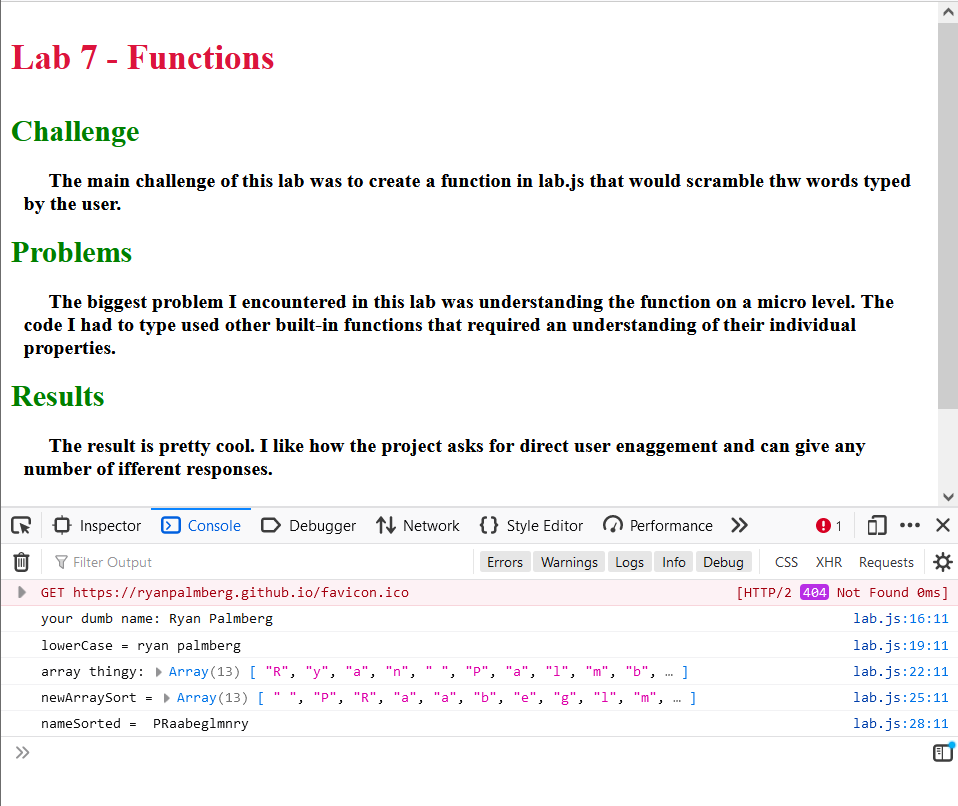 Lab 7 - Functions
Challenge
The main challenge of this lab was to create a function in lab.js that would scramble thw words typed
by the user.
Problems
The biggest problem I encountered in this lab was understanding the function on a micro level. The
code I had to type used other built-in functions that required an understanding of their individual
properties.
Results
The result is pretty cool. I like how the project asks for direct user enaggement and can give any
number of ifferent responses.
Inspector Console Debugger Network Style Editor Performance 1
Filter Output Errors Warnings Logs Info Debug CSS XHR Requests
GET https://ryanpalmberg.github.io/favicon.ico [HTTP/2 404 Not Found 0ms]
your dumb name: Ryan Palmberg lab.js:16:11
lowerCase = ryan palmberg lab.js:19:11
array thingy: Array(13) [ "R", "y", "a", "n", " ", "P", "a", "l", "m", "b", … ] lab.js:22:11
newArraySort = Array(13) [ " ", "P", "R", "a", "a", "b", "e", "g", "l", "m", … ] lab.js:25:11
nameSorted =  PRaabeglmnry lab.js:28:11